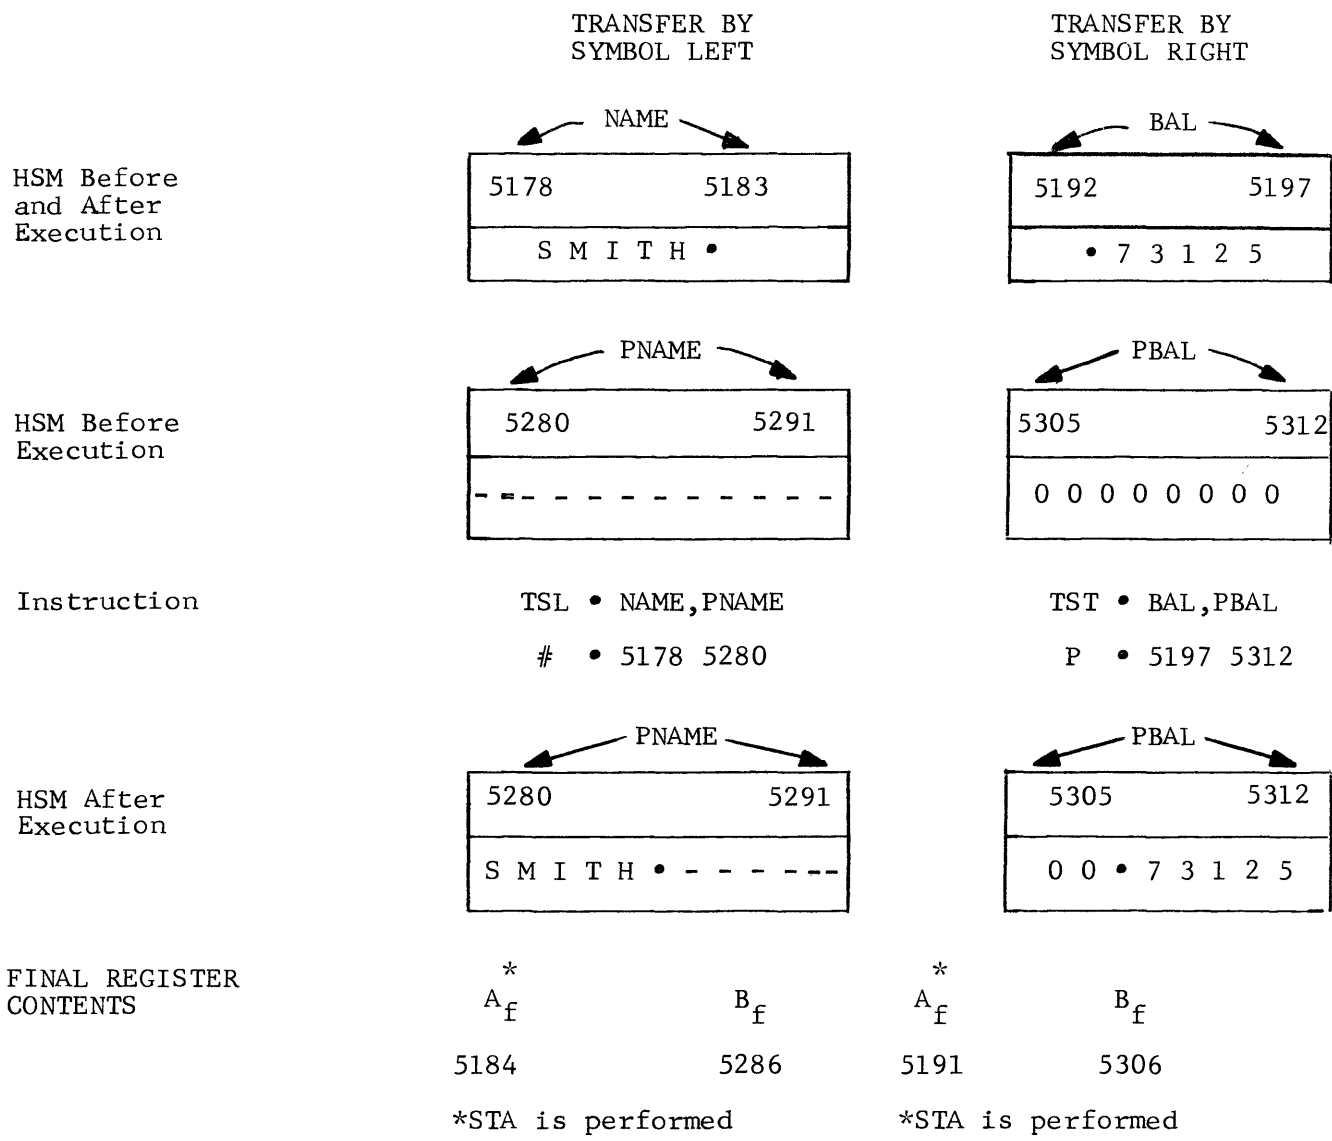 TRANSFER BY
SYMBOL LEFT
TRANSFER BY
SYMBOL RIGHT
NAME
BAL
HSM Before
and After
Execution
5178 5183
5192 5197
S M I T H •
• 7 3 1 2 5
PNAME
PBAL
HSM Before
Execution
5280 5291
5305 5312
- = - - - - - - - - - -
0 0 0 0 0 0 0 0
Instruction
TSL • NAME,PNAME
TST • BAL,PBAL
# • 5178 5280
P • 5197 5312
PNAME
PBAL
HSM After
Execution
5280 5291
5305 5312
S M I T H • - - - - - -
0 0 • 7 3 1 2 5
FINAL REGISTER
CONTENTS
* *
Af Bf Af Bf
5184 5286 5191 5306
*STA is performed
*STA is performed